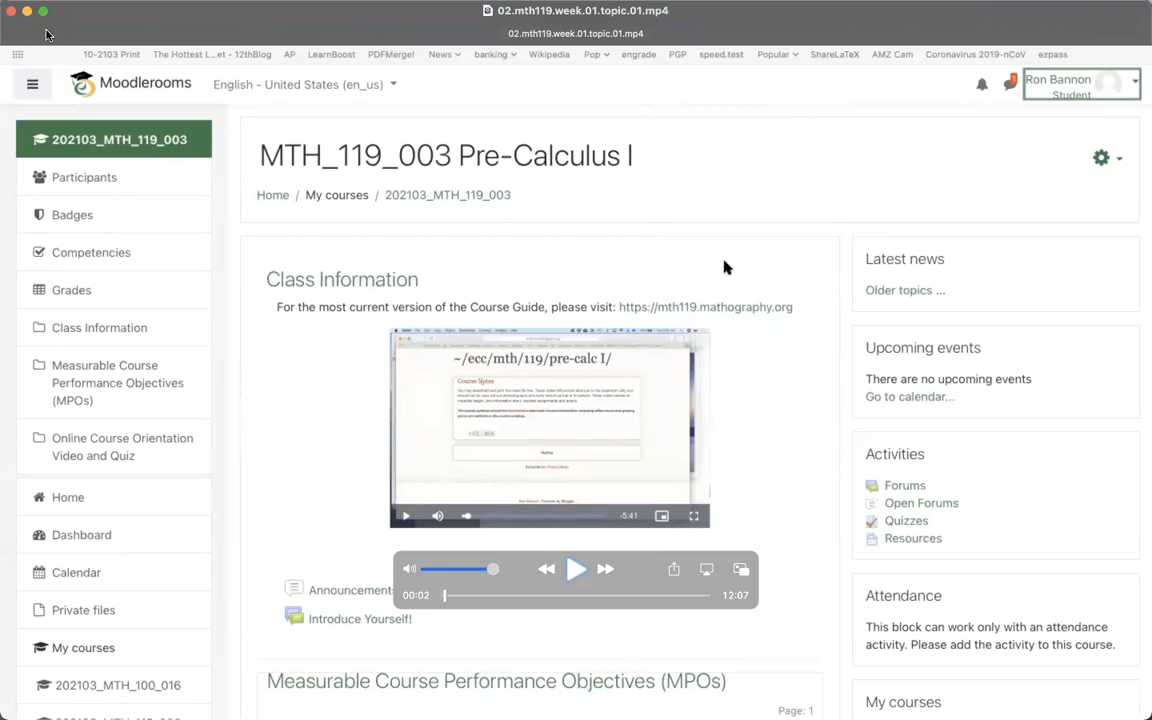 02.mth119.week.01.topic.01.mp4
02.mth119.week.01.topic.01.mp4
10-2103 Print The Hottest L...et - 12thBlog AP LearnBoost PDFMerge! News banking Wikipedia Pop engrade PGP speed.test Popular ShareLaTeX AMZ Cam Coronavirus 2019-nCoV ezpass
Moodlerooms English - United States (en_us)
Ron Bannon
Student
202103_MTH_119_003
Participants
Badges
Competencies
Grades
Class Information
Measurable Course
Performance Objectives
(MPOs)
Online Course Orientation
Video and Quiz
Home
Dashboard
Calendar
Private files
My courses
202103_MTH_100_016
MTH_119_003 Pre-Calculus I
Home / My courses / 202103_MTH_119_003
Class Information
For the most current version of the Course Guide, please visit: https://mth119.mathography.org
~/ecc/mth/119/pre-calc I/
Course Notes
Home
-5:41
00:02 12:07
Announcement
Introduce Yourself!
Measurable Course Performance Objectives (MPOs)
Page: 1
Latest news
Older topics ...
Upcoming events
There are no upcoming events
Go to calendar...
Activities
Forums
Open Forums
Quizzes
Resources
Attendance
This block can work only with an attendance
activity. Please add the activity to this course.
My courses